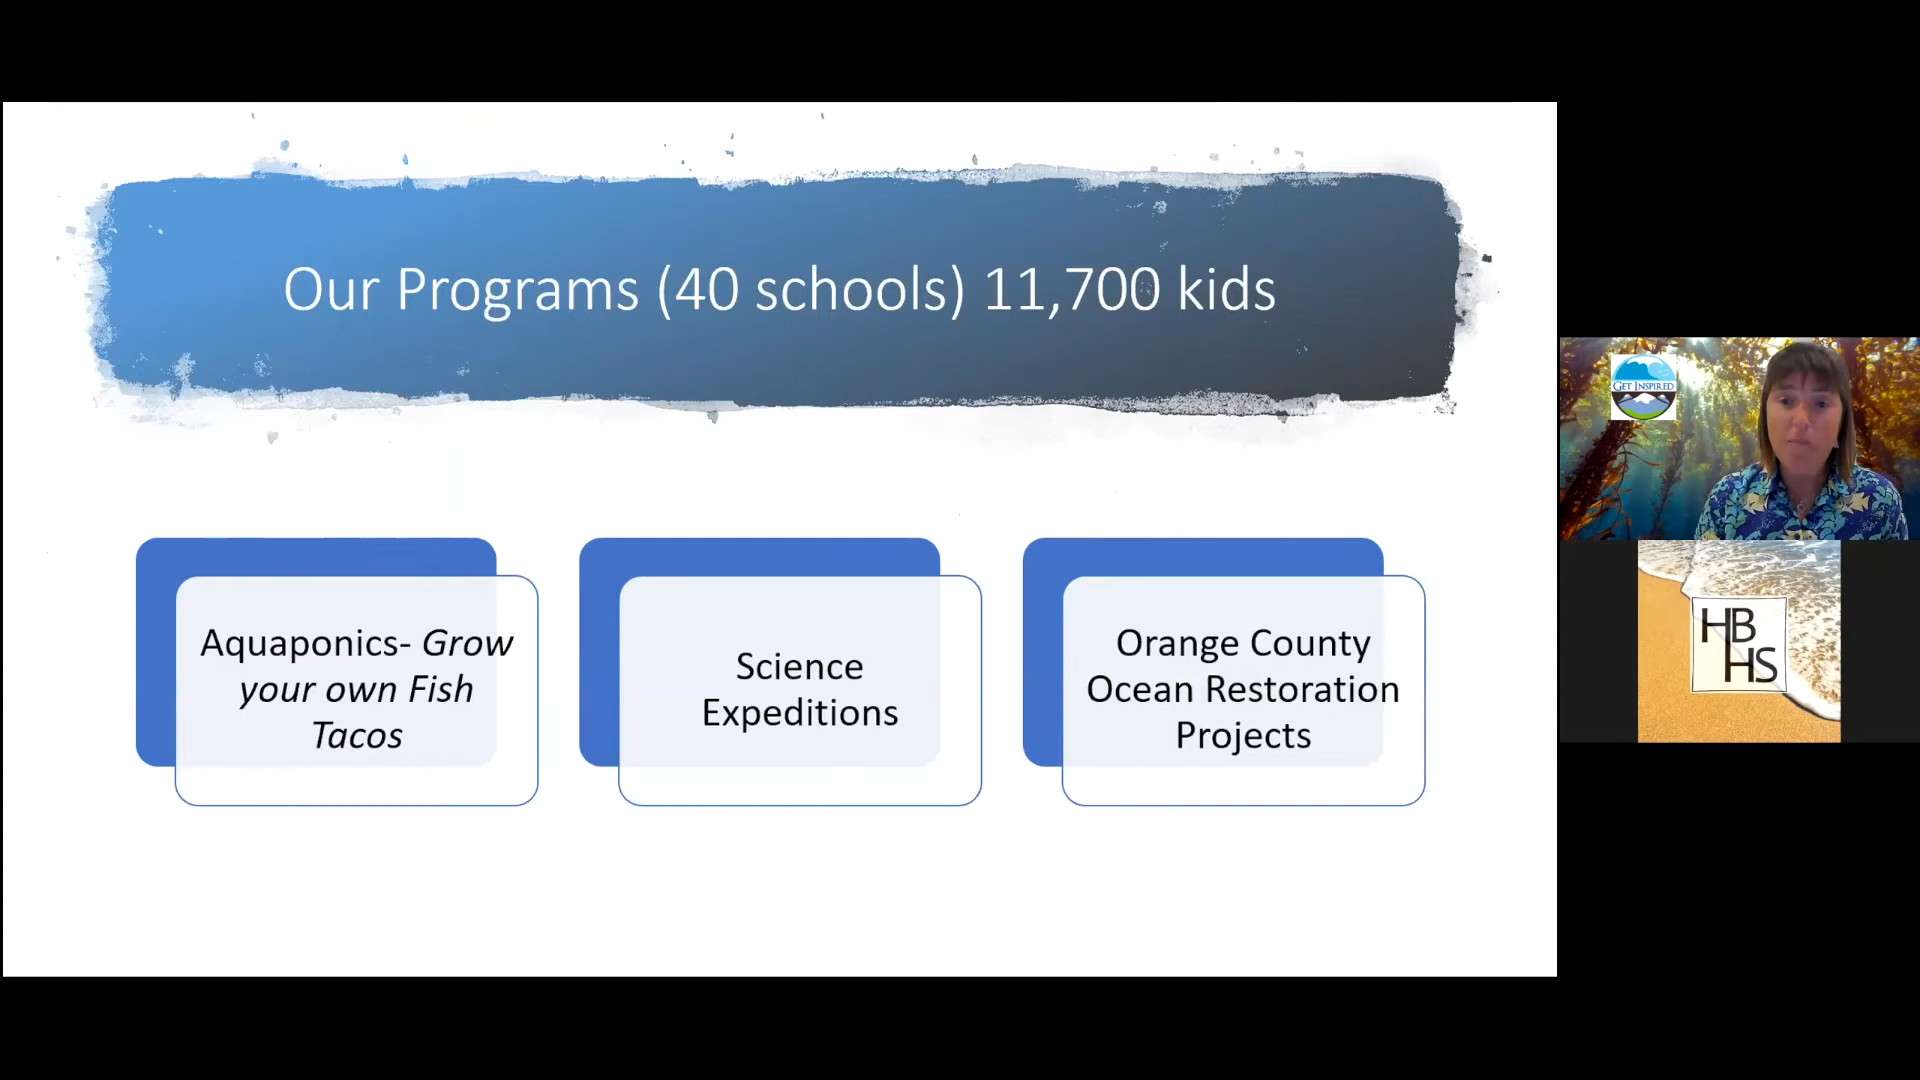 Our Programs (40 schools) 11,700 kids
Aquaponics- Grow
your own Fish
Tacos
Science
Expeditions
Orange County
Ocean Restoration
Projects
GET INSPIRED
HB
HS